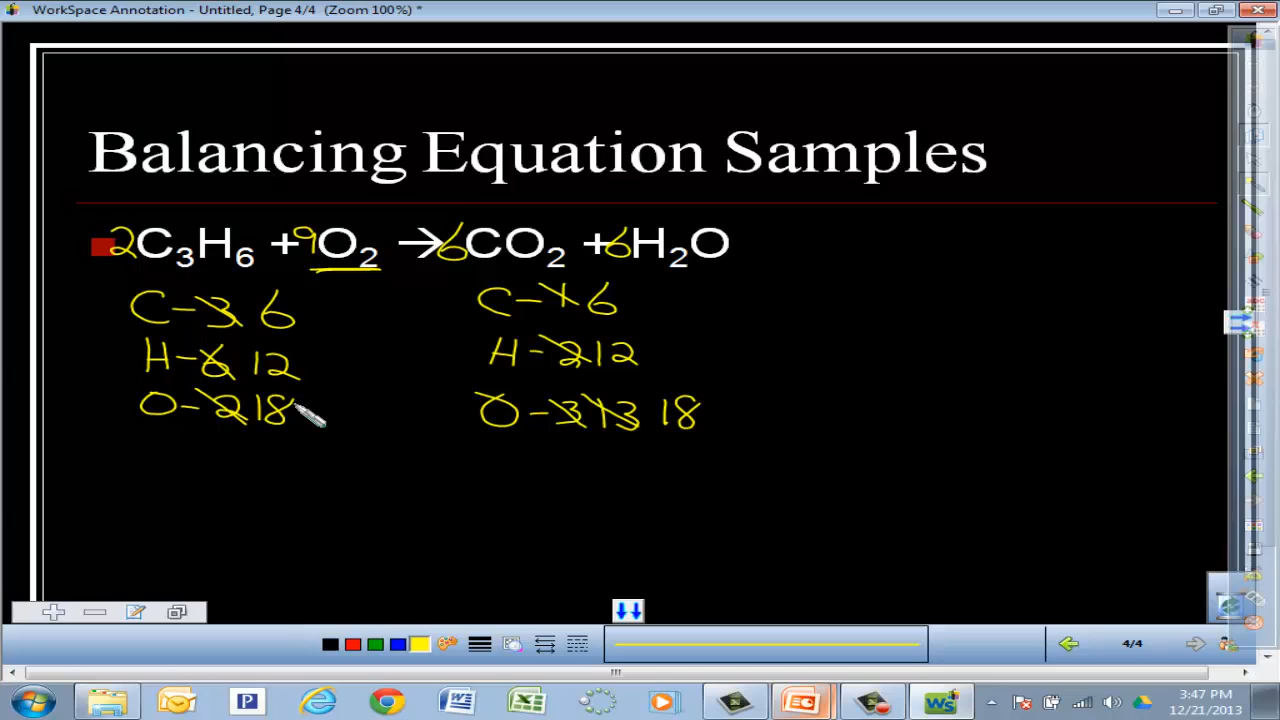 WorkSpace Annotation - Untitled, Page 4/4 (Zoom 100%) *
Balancing Equation Samples
2C₃H₆ + 9O₂ → 6CO₂ + 6H₂O
C - 3 6 C - 1 6
H - 6 12 H - 2 12
O - 2 18 O - 3 13 18
4/4
3:47 PM
12/21/2013